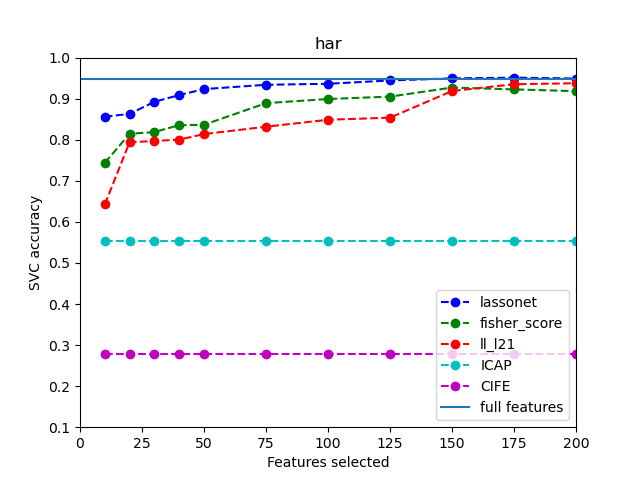 har
1.0
0.9
0.8
0.7
0.6
0.5
0.4
0.3
0.2
0.1
SVC accuracy
lassonet
fisher_score
ll_l21
ICAP
CIFE
full features
0 25 50 75 100 125 150 175 200
Features selected